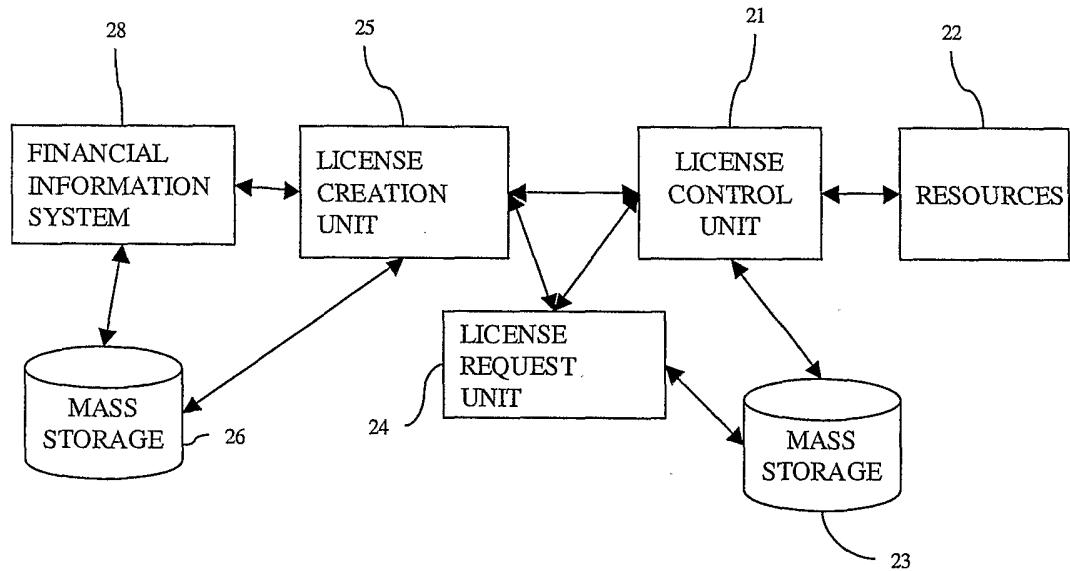 28
25
21
22
FINANCIAL
INFORMATION
SYSTEM
LICENSE
CREATION
UNIT
LICENSE
CONTROL
UNIT
RESOURCES
LICENSE
REQUEST
UNIT
24
MASS
STORAGE
26
MASS
STORAGE
23